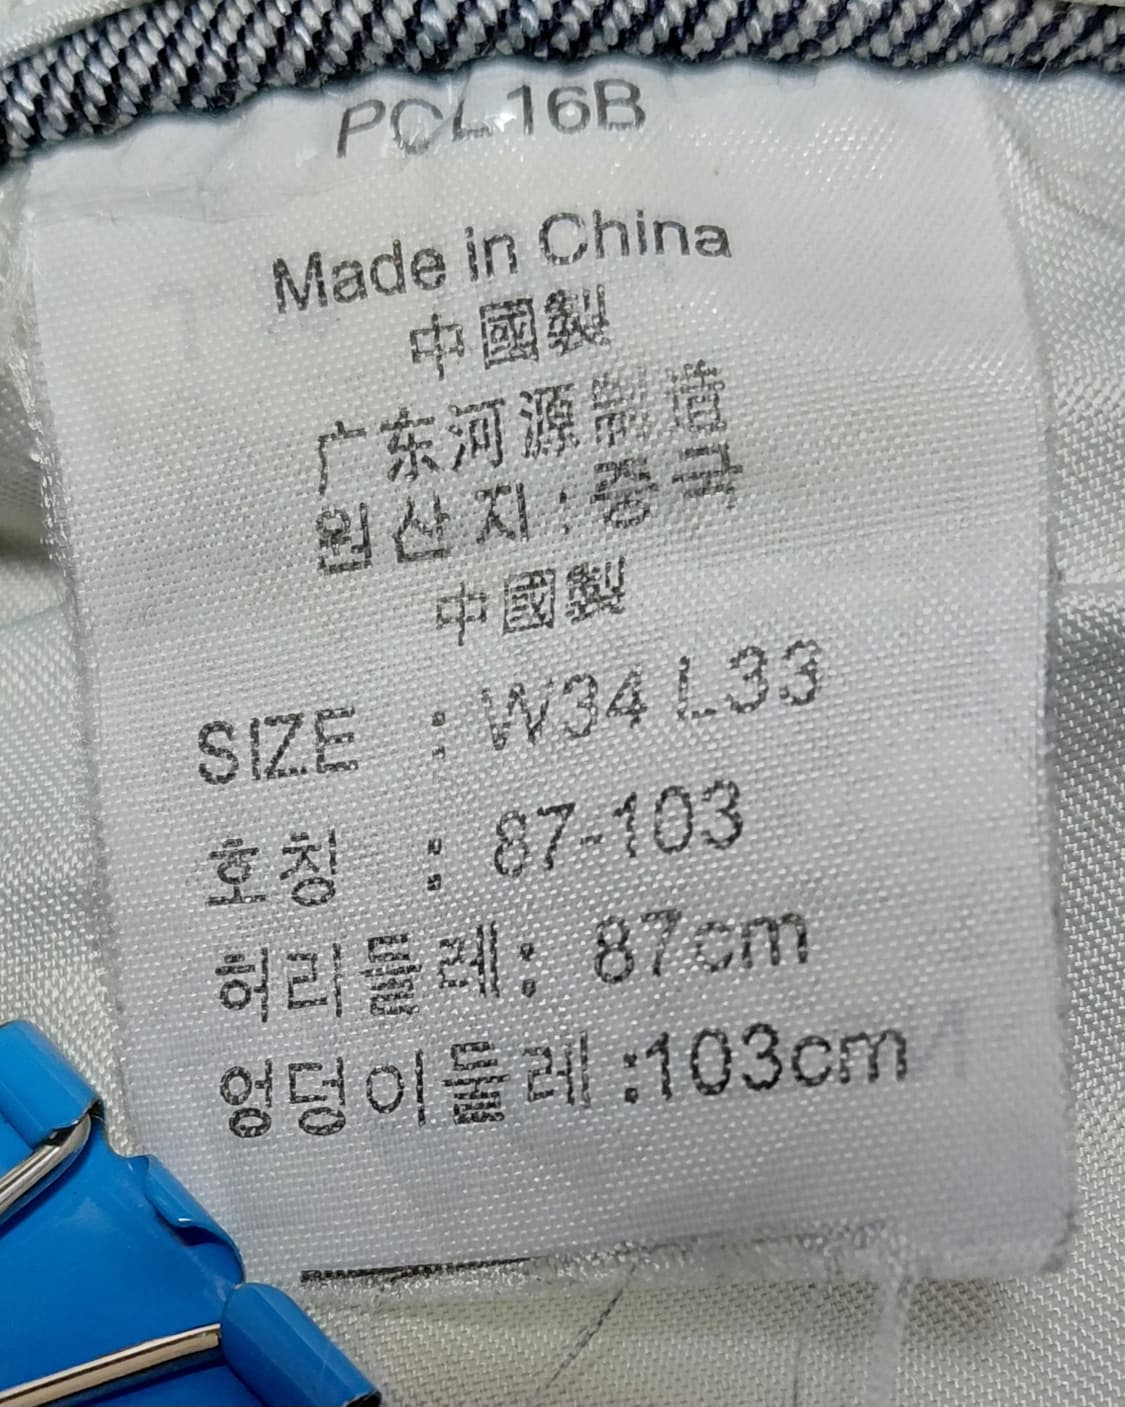 PCL16B
Made in China
中國製
广东河源制造
원산지:중국
中國製
SIZE : W34 L33
호칭 : 87-103
허리둘레: 87cm
엉덩이둘레:103cm